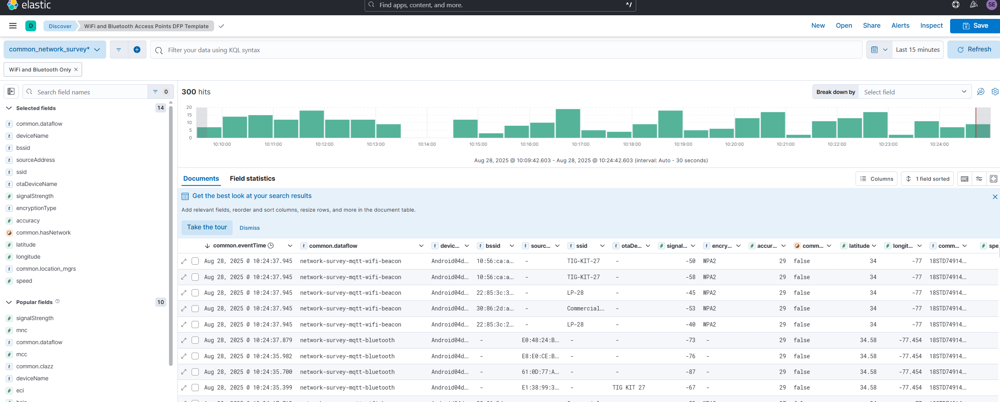 elastic
Find apps, content, and more.
^/
SE
D
Discover
WiFi and Bluetooth Access Points DFP Template
New
Open
Share
Alerts
Inspect
Save
common_network_survey*
Filter your data using KQL syntax
Last 15 minutes
Refresh
WiFi and Bluetooth Only ×
Search field names
0
300 hits
Break down by
Select field
Selected fields
14
t common.dataflow
t deviceName
t bssid
t sourceAddress
t ssid
t otaDeviceName
# signalStrength
t encryptionType
# accuracy
common.hasNetwork
# latitude
# longitude
t common.location_mgrs
# speed
Popular fields
10
# signalStrength
# mnc
t common.dataflow
# mcc
t common.clazz
t deviceName
# eci
20
15
10
5
0
10:10:00 10:11:00 10:12:00 10:13:00 10:14:00 10:15:00 10:16:00 10:17:00 10:18:00 10:19:00 10:20:00 10:21:00 10:22:00 10:23:00 10:24:00
Aug 28, 2025 @ 10:09:42.603 - Aug 28, 2025 @ 10:24:42.603 (interval: Auto - 30 seconds)
Documents
Field statistics
Columns
1 field sorted
Get the best look at your search results
Add relevant fields, reorder and sort columns, resize rows, and more in the document table.
Take the tour
Dismiss
common.eventTime t common.dataflow t devic... t bssid t sourc... t ssid t otaDe... # signal... t encry... # accur... comm... # latitude # longit... t comm... # spe
Aug 28, 2025 @ 10:24:37.945 network-survey-mqtt-wifi-beacon Android04d... 10:56:ca:a... - TIG-KIT-27 - -50 WPA2 29 false 34 -77 18STD74914...
Aug 28, 2025 @ 10:24:37.945 network-survey-mqtt-wifi-beacon Android04d... 10:56:ca:a... - TIG-KIT-27 - -58 WPA2 29 false 34 -77 18STD74914...
Aug 28, 2025 @ 10:24:37.945 network-survey-mqtt-wifi-beacon Android04d... 22:85:3c:3... - LP-28 - -45 WPA2 29 false 34 -77 18STD74914...
Aug 28, 2025 @ 10:24:37.945 network-survey-mqtt-wifi-beacon Android04d... 30:86:2d:a... - Commercial... - -53 WPA2 29 false 34 -77 18STD74914...
Aug 28, 2025 @ 10:24:37.945 network-survey-mqtt-wifi-beacon Android04d... 22:85:3c:2... - LP-28 - -40 WPA2 29 false 34 -77 18STD74914...
Aug 28, 2025 @ 10:24:37.879 network-survey-mqtt-bluetooth Android04d... - E0:48:24:B... - - -73 - 29 false 34.58 -77.454 18STD74914...
Aug 28, 2025 @ 10:24:35.982 network-survey-mqtt-bluetooth Android04d... - E8:E0:CE:B... - - -76 - 29 false 34.58 -77.454 18STD74914...
Aug 28, 2025 @ 10:24:35.700 network-survey-mqtt-bluetooth Android04d... - 61:0D:77:A... - - -87 - 29 false 34.58 -77.454 18STD74914...
Aug 28, 2025 @ 10:24:35.399 network-survey-mqtt-bluetooth Android04d... - E1:38:99:3... - TIG KIT 27 -67 - 29 false 34.58 -77.454 18STD74914...